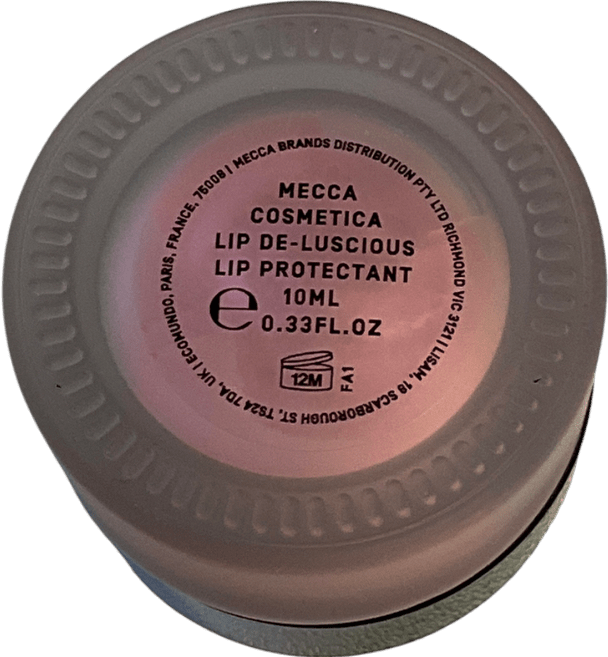 MECCA BRANDS DISTRIBUTION PTY LTD RICHMOND VIC 3121 | LISAM, 18 SCARBOROUGH ST, TS24 7DA, UK | ECOMUNDO, PARIS, FRANCE, 75008 |
MECCA
COSMETICA
LIP DE-LUSCIOUS
LIP PROTECTANT
10ML
e 0.33FL.OZ
12M
FA1